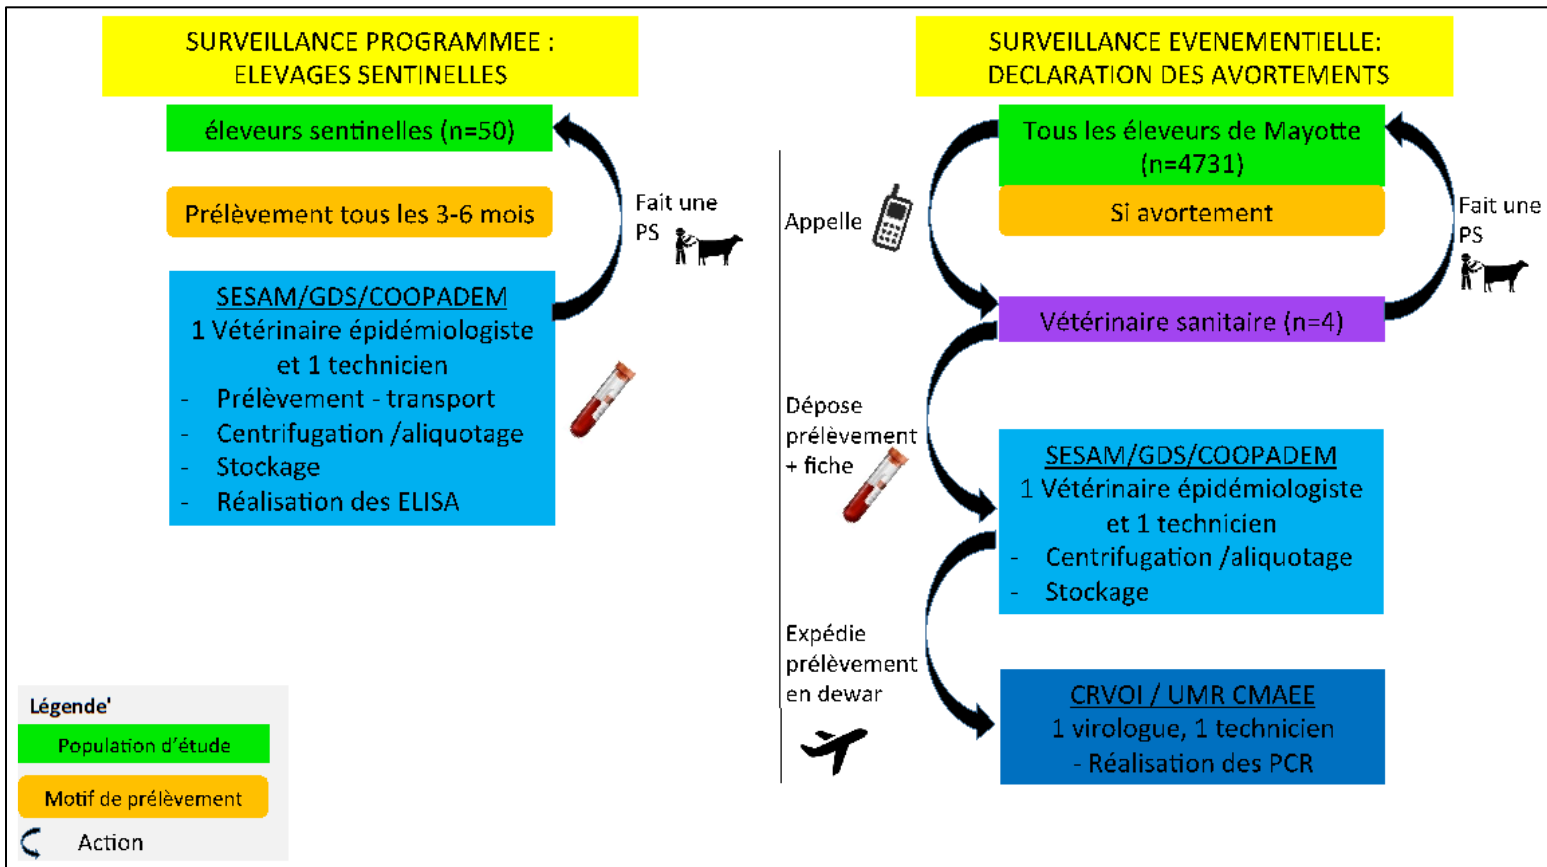 SURVEILLANCE PROGRAMMEE :
ELEVAGES SENTINELLES
éleveurs sentinelles (n=50)
Prélèvement tous les 3-6 mois
Fait une
PS
SESAM/GDS/COOPADEM
1 Vétérinaire épidémiologiste
et 1 technicien
- Prélèvement - transport
- Centrifugation /aliquotage
- Stockage
- Réalisation des ELISA
SURVEILLANCE EVENEMENTIELLE:
DECLARATION DES AVORTEMENTS
Tous les éleveurs de Mayotte
(n=4731)
Si avortement
Appelle
Fait une
PS
Vétérinaire sanitaire (n=4)
Dépose
prélèvement
+ fiche
SESAM/GDS/COOPADEM
1 Vétérinaire épidémiologiste
et 1 technicien
- Centrifugation /aliquotage
- Stockage
Expédie
prélèvement
en dewar
CRVOI / UMR CMAEE
1 virologue, 1 technicien
- Réalisation des PCR
Légende'
Population d'étude
Motif de prélèvement
Action